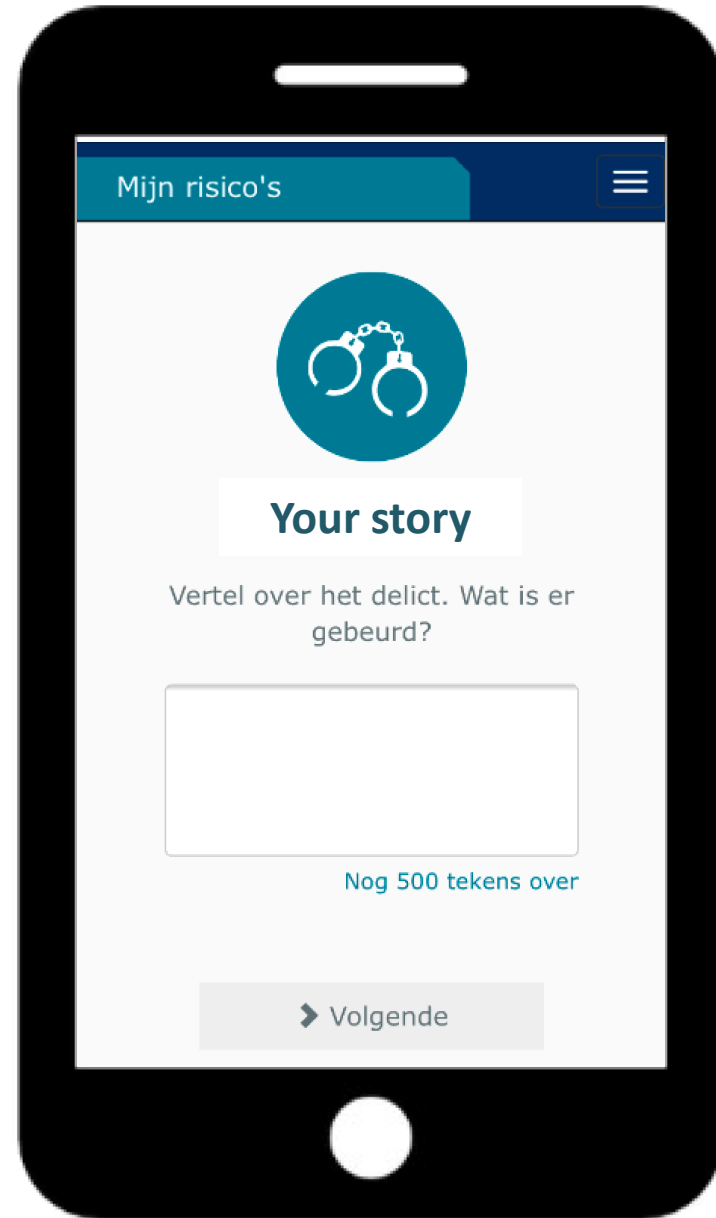 Mijn risico's
Your story
Vertel over het delict. Wat is er
gebeurd?
Nog 500 tekens over
Volgende